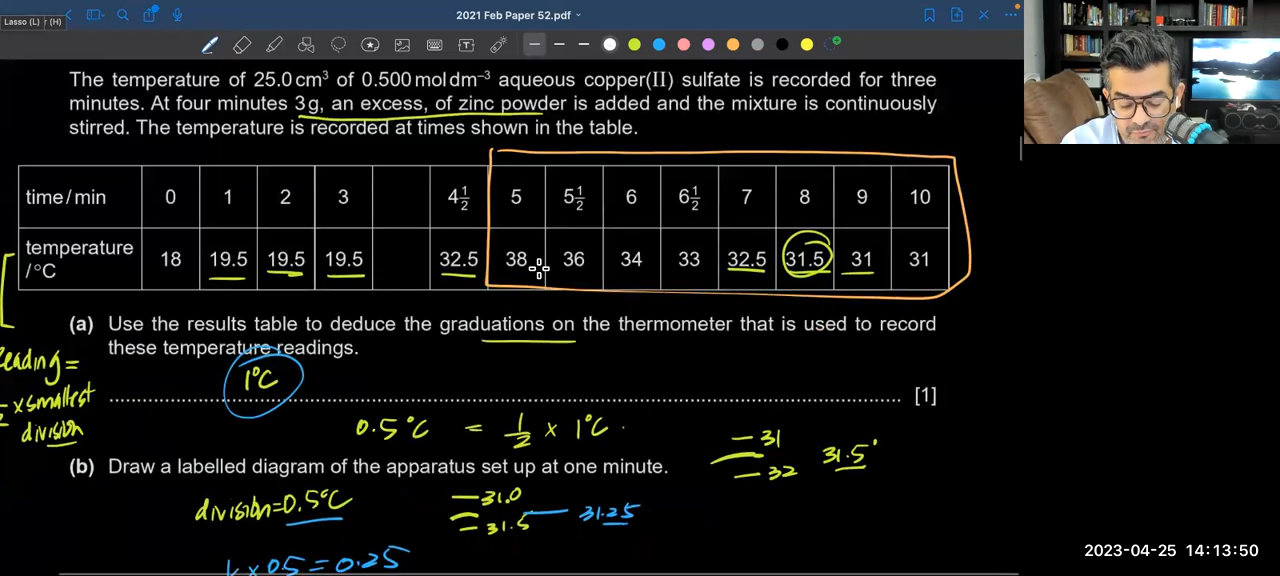 Lasso (L) r (H)
2021 Feb Paper 52.pdf
The temperature of 25.0 cm³ of 0.500 mol dm⁻³ aqueous copper(II) sulfate is recorded for three
minutes. At four minutes 3 g, an excess, of zinc powder is added and the mixture is continuously
stirred. The temperature is recorded at times shown in the table.
time / min 0 1 2 3 4½ 5 5½ 6 6½ 7 8 9 10
temperature
/°C 18 19.5 19.5 19.5 32.5 38 36 34 33 32.5 31.5 31 31
(a) Use the results table to deduce the graduations on the thermometer that is used to record
these temperature readings.
eading =
½ × smallest
division
1°C
[1]
0.5°C = ½ × 1°C
31
32
31.5
(b) Draw a labelled diagram of the apparatus set up at one minute.
division = 0.5°C
31.0
31.5
31.25
× 0.5 = 0.25
2023-04-25 14:13:50